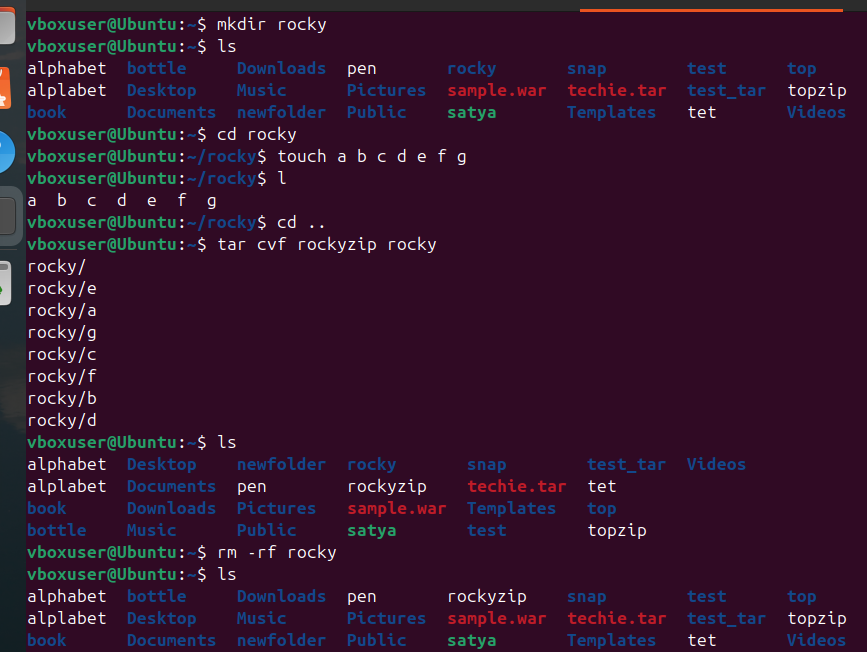 vboxuser@Ubuntu:~$ mkdir rocky
vboxuser@Ubuntu:~$ ls
alphabet  bottle     Downloads  pen       rocky       snap        test      top
alplabet  Desktop    Music      Pictures  sample.war  techie.tar  test_tar  topzip
book      Documents  newfolder  Public    satya       Templates   tet       Videos
vboxuser@Ubuntu:~$ cd rocky
vboxuser@Ubuntu:~/rocky$ touch a b c d e f g
vboxuser@Ubuntu:~/rocky$ l
a  b  c  d  e  f  g
vboxuser@Ubuntu:~/rocky$ cd ..
vboxuser@Ubuntu:~$ tar cvf rockyzip rocky
rocky/
rocky/e
rocky/a
rocky/g
rocky/c
rocky/f
rocky/b
rocky/d
vboxuser@Ubuntu:~$ ls
alphabet  Desktop    newfolder  rocky       snap        test_tar  Videos
alplabet  Documents  pen        rockyzip    techie.tar  tet
book      Downloads  Pictures   sample.war  Templates   top
bottle    Music      Public     satya       test        topzip
vboxuser@Ubuntu:~$ rm -rf rocky
vboxuser@Ubuntu:~$ ls
alphabet  bottle     Downloads  pen       rockyzip    snap        test      top
alplabet  Desktop    Music      Pictures  sample.war  techie.tar  test_tar  topzip
book      Documents  newfolder  Public    satya       Templates   tet       Videos